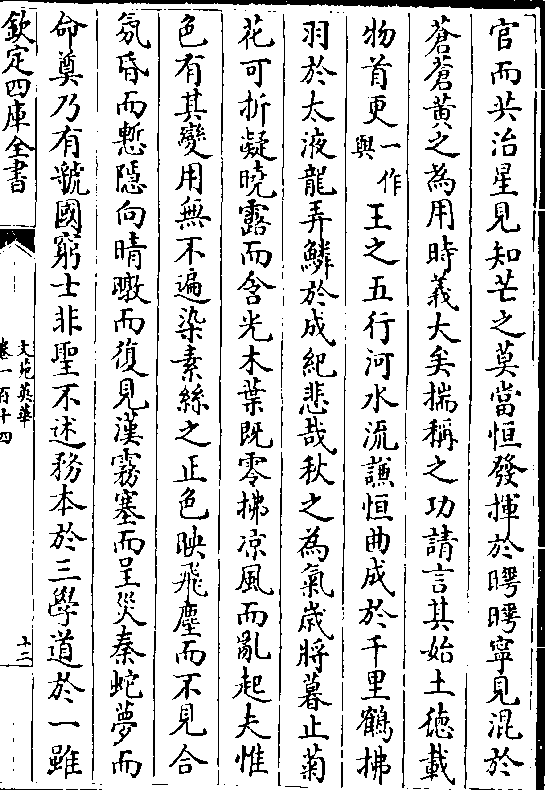 官而共治星見知芒之莫當恒發揮於曄曄寧見混於
蒼蒼黄之為用時義大矣揣稱之功請言其始土徳載
物首更一作與王之五行河水流謙恒曲成於千里鶴拂
羽於太液龍弄鱗於成紀悲哉秋之為氣嵗將暮止菊
花可折凝曉露而含光木葉既零拂凉風而亂起夫惟
色有其變用無不遍染素絲之正色映飛塵而不見合
氛昏而慙隠向晴暾而復見漢霧塞而呈災秦蛇夢而
命奠乃有虢國窮士非聖不述務本於三學道於一雖
欽定四庫全書
文苑英華
卷一百十四
十二